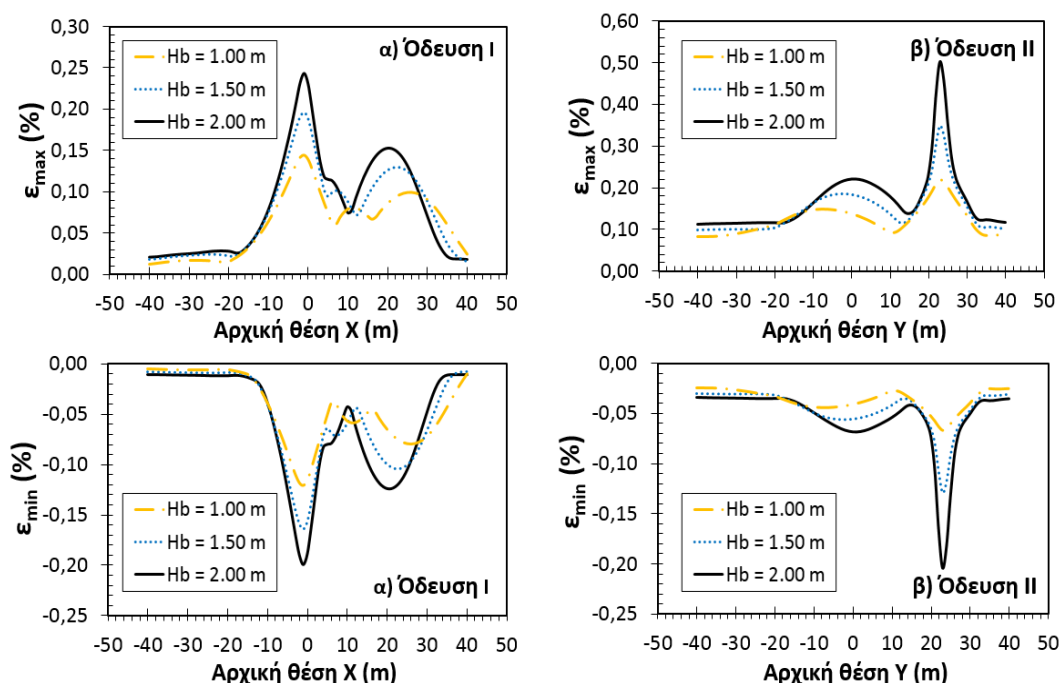 0,30
0,25
0,20
0,15
0,10
0,05
0,00
εmax (%)
Hb = 1.00 m
Hb = 1.50 m
Hb = 2.00 m
α) Όδευση I
-50 -40 -30 -20 -10 0 10 20 30 40 50
Αρχική θέση X (m)
0,60
0,50
0,40
0,30
0,20
0,10
0,00
εmax (%)
Hb = 1.00 m
Hb = 1.50 m
Hb = 2.00 m
β) Όδευση II
-50 -40 -30 -20 -10 0 10 20 30 40 50
Αρχική θέση Y (m)
0,00
-0,05
-0,10
-0,15
-0,20
-0,25
εmin (%)
Hb = 1.00 m
Hb = 1.50 m
Hb = 2.00 m
α) Όδευση I
-50 -40 -30 -20 -10 0 10 20 30 40 50
Αρχική θέση X (m)
0,00
-0,05
-0,10
-0,15
-0,20
-0,25
εmin (%)
Hb = 1.00 m
Hb = 1.50 m
Hb = 2.00 m
β) Όδευση II
-50 -40 -30 -20 -10 0 10 20 30 40 50
Αρχική θέση Y (m)